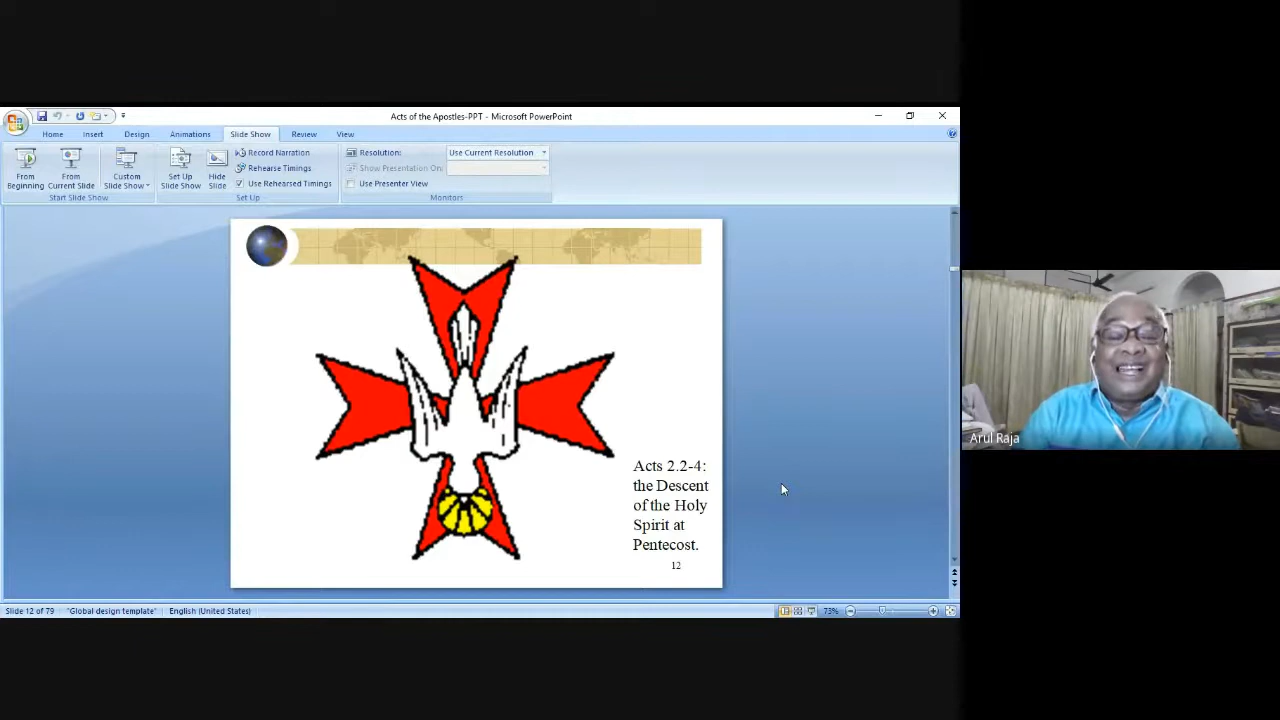 Acts of the Apostles-PPT - Microsoft PowerPoint
Home Insert Design Animations Slide Show Review View
Record Narration
Rehearse Timings
Use Rehearsed Timings
From Beginning
From Current Slide
Custom Slide Show
Set Up Slide Show
Hide Slide
Resolution: Use Current Resolution
Show Presentation On:
Use Presenter View
Start Slide Show Set Up Monitors
Acts 2.2-4:
the Descent
of the Holy
Spirit at
Pentecost.
12
Arul Raja
Slide 12 of 79 "Global design template" English (United States) 73%